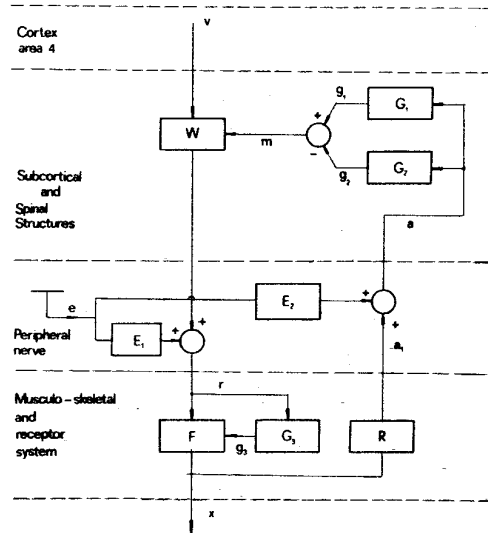 v
Cortex
area 4
g₁
G₁
+
W
m
−
G₂
g₂
Subcortical
and
Spinal
Structures
a
e
E₂
+
+
+
+
E₁
Peripheral
nerve
+
a₁
Musculo-skeletal
and
receptor
system
r
F
g₃
G₃
R
x